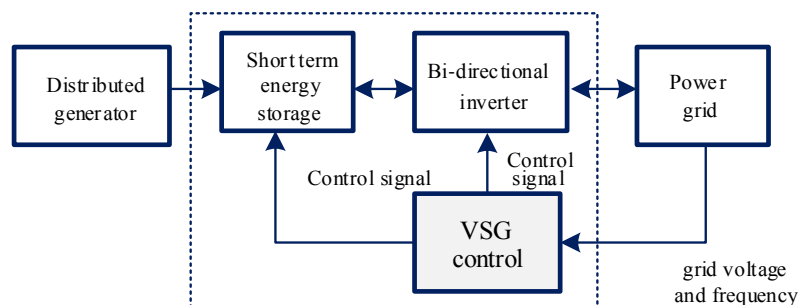 Distributed
generator
Short term
energy
storage
Bi-directional
inverter
Power
grid
Control signal
Control
signal
VSG
control
grid voltage
and frequency